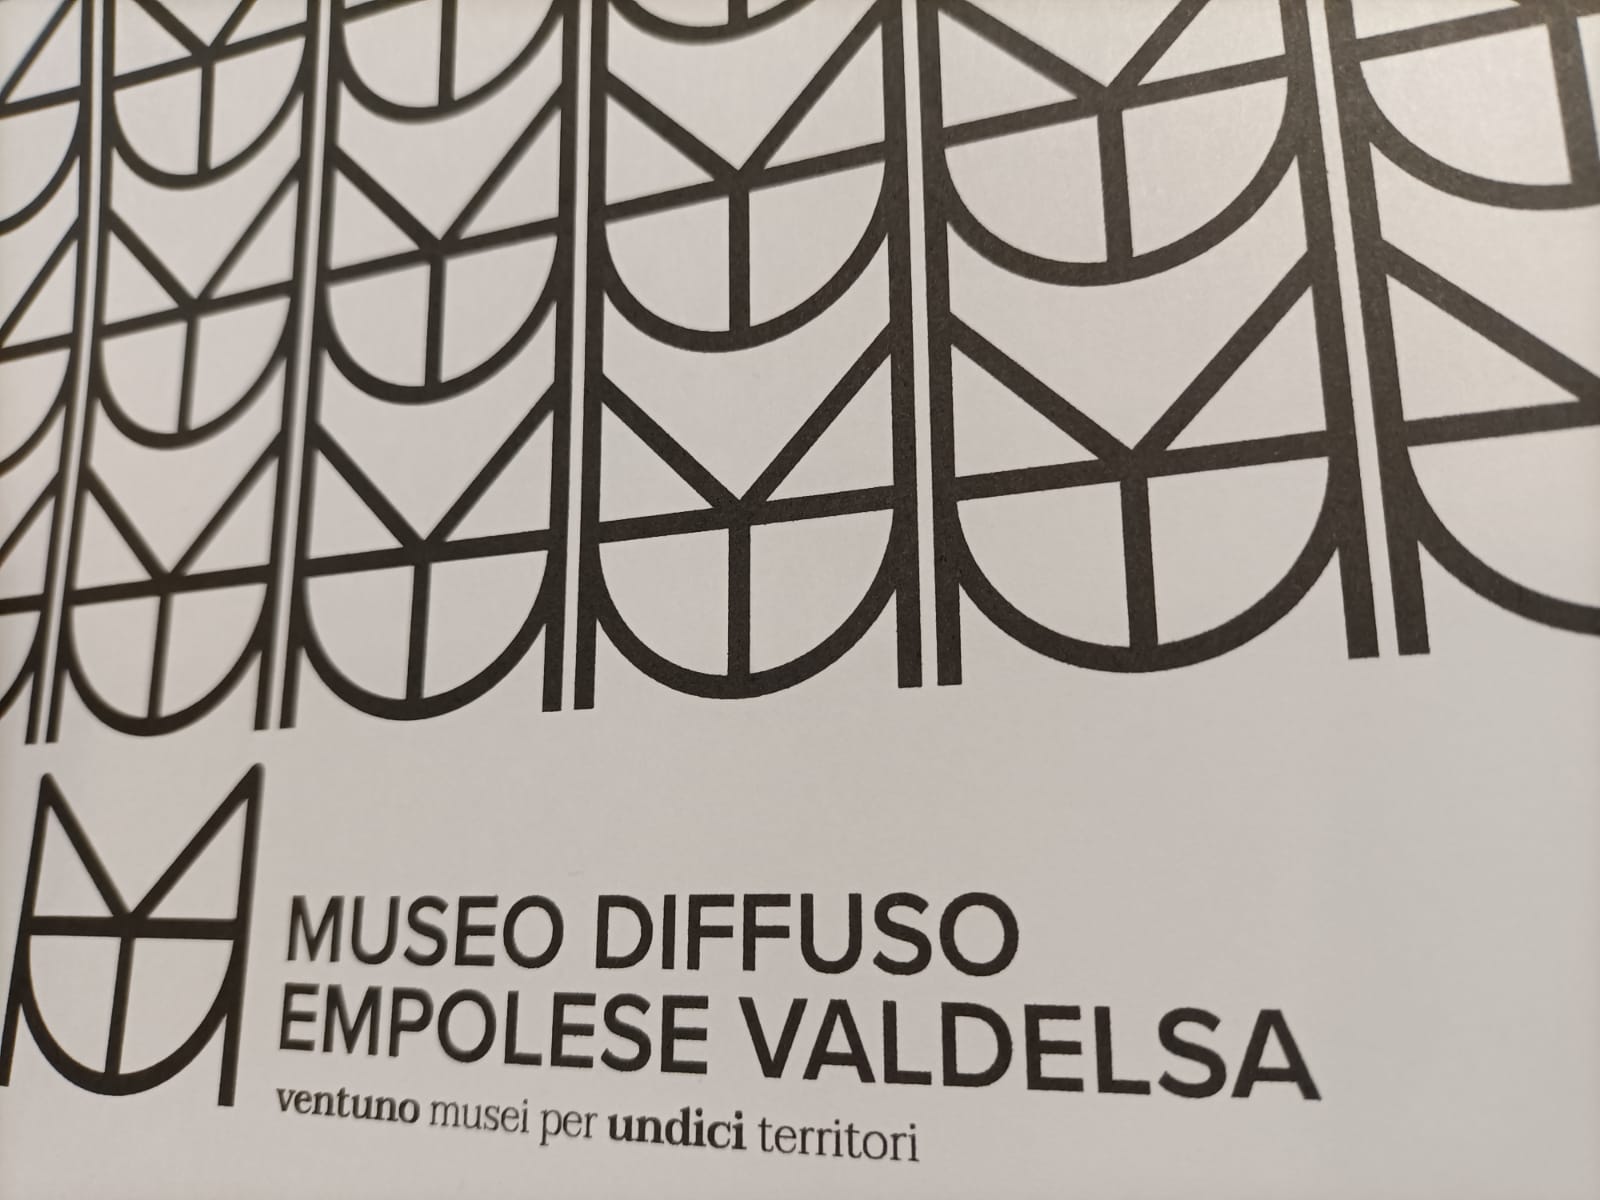 MUSEO DIFFUSO
EMPOLESE VALDELSA
ventuno musei per undici territori